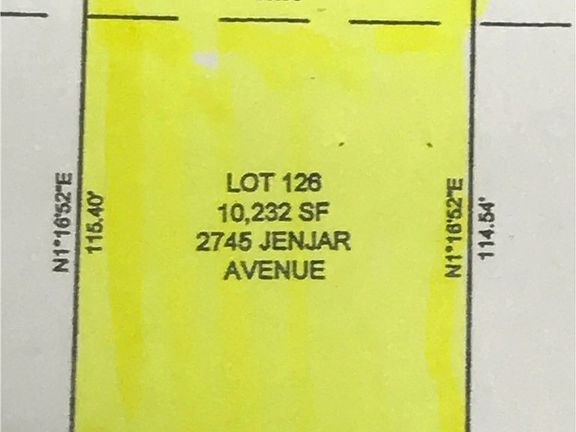 LOT 126
10,232 SF
2745 JENJAR
AVENUE
N1°16'52"E
115.40'
N1°16'52"E
114.54'